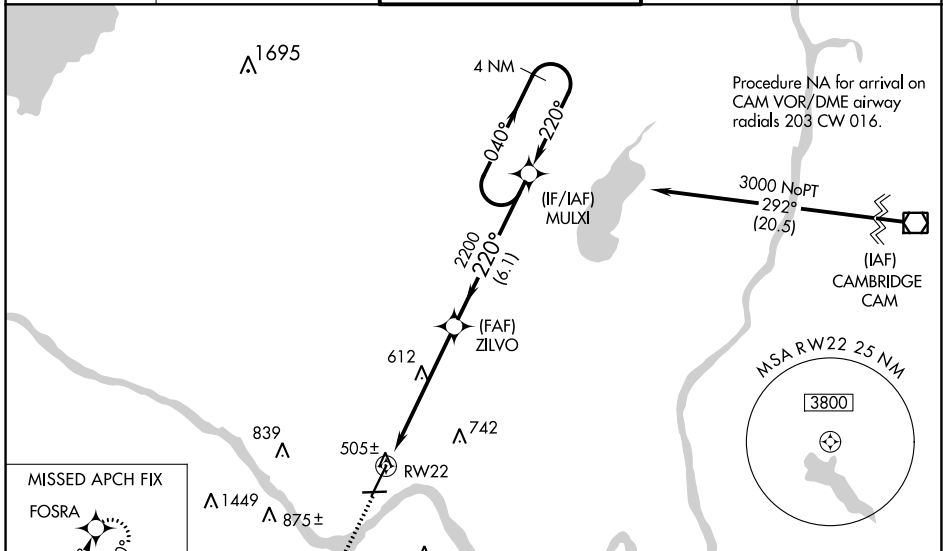 1695
4 NM
040°
220°
Procedure NA for arrival on
CAM VOR/DME airway
radials 203 CW 016.
(IF/IAF)
MULXI
3000 NoPT
292°
(20.5)
(IAF)
CAMBRIDGE
CAM
2200
220°
(6.1)
(FAF)
ZILVO
612
MSA RW22 25 NM
3800
839
742
505±
RW22
1449
875±
MISSED APCH FIX
FOSRA